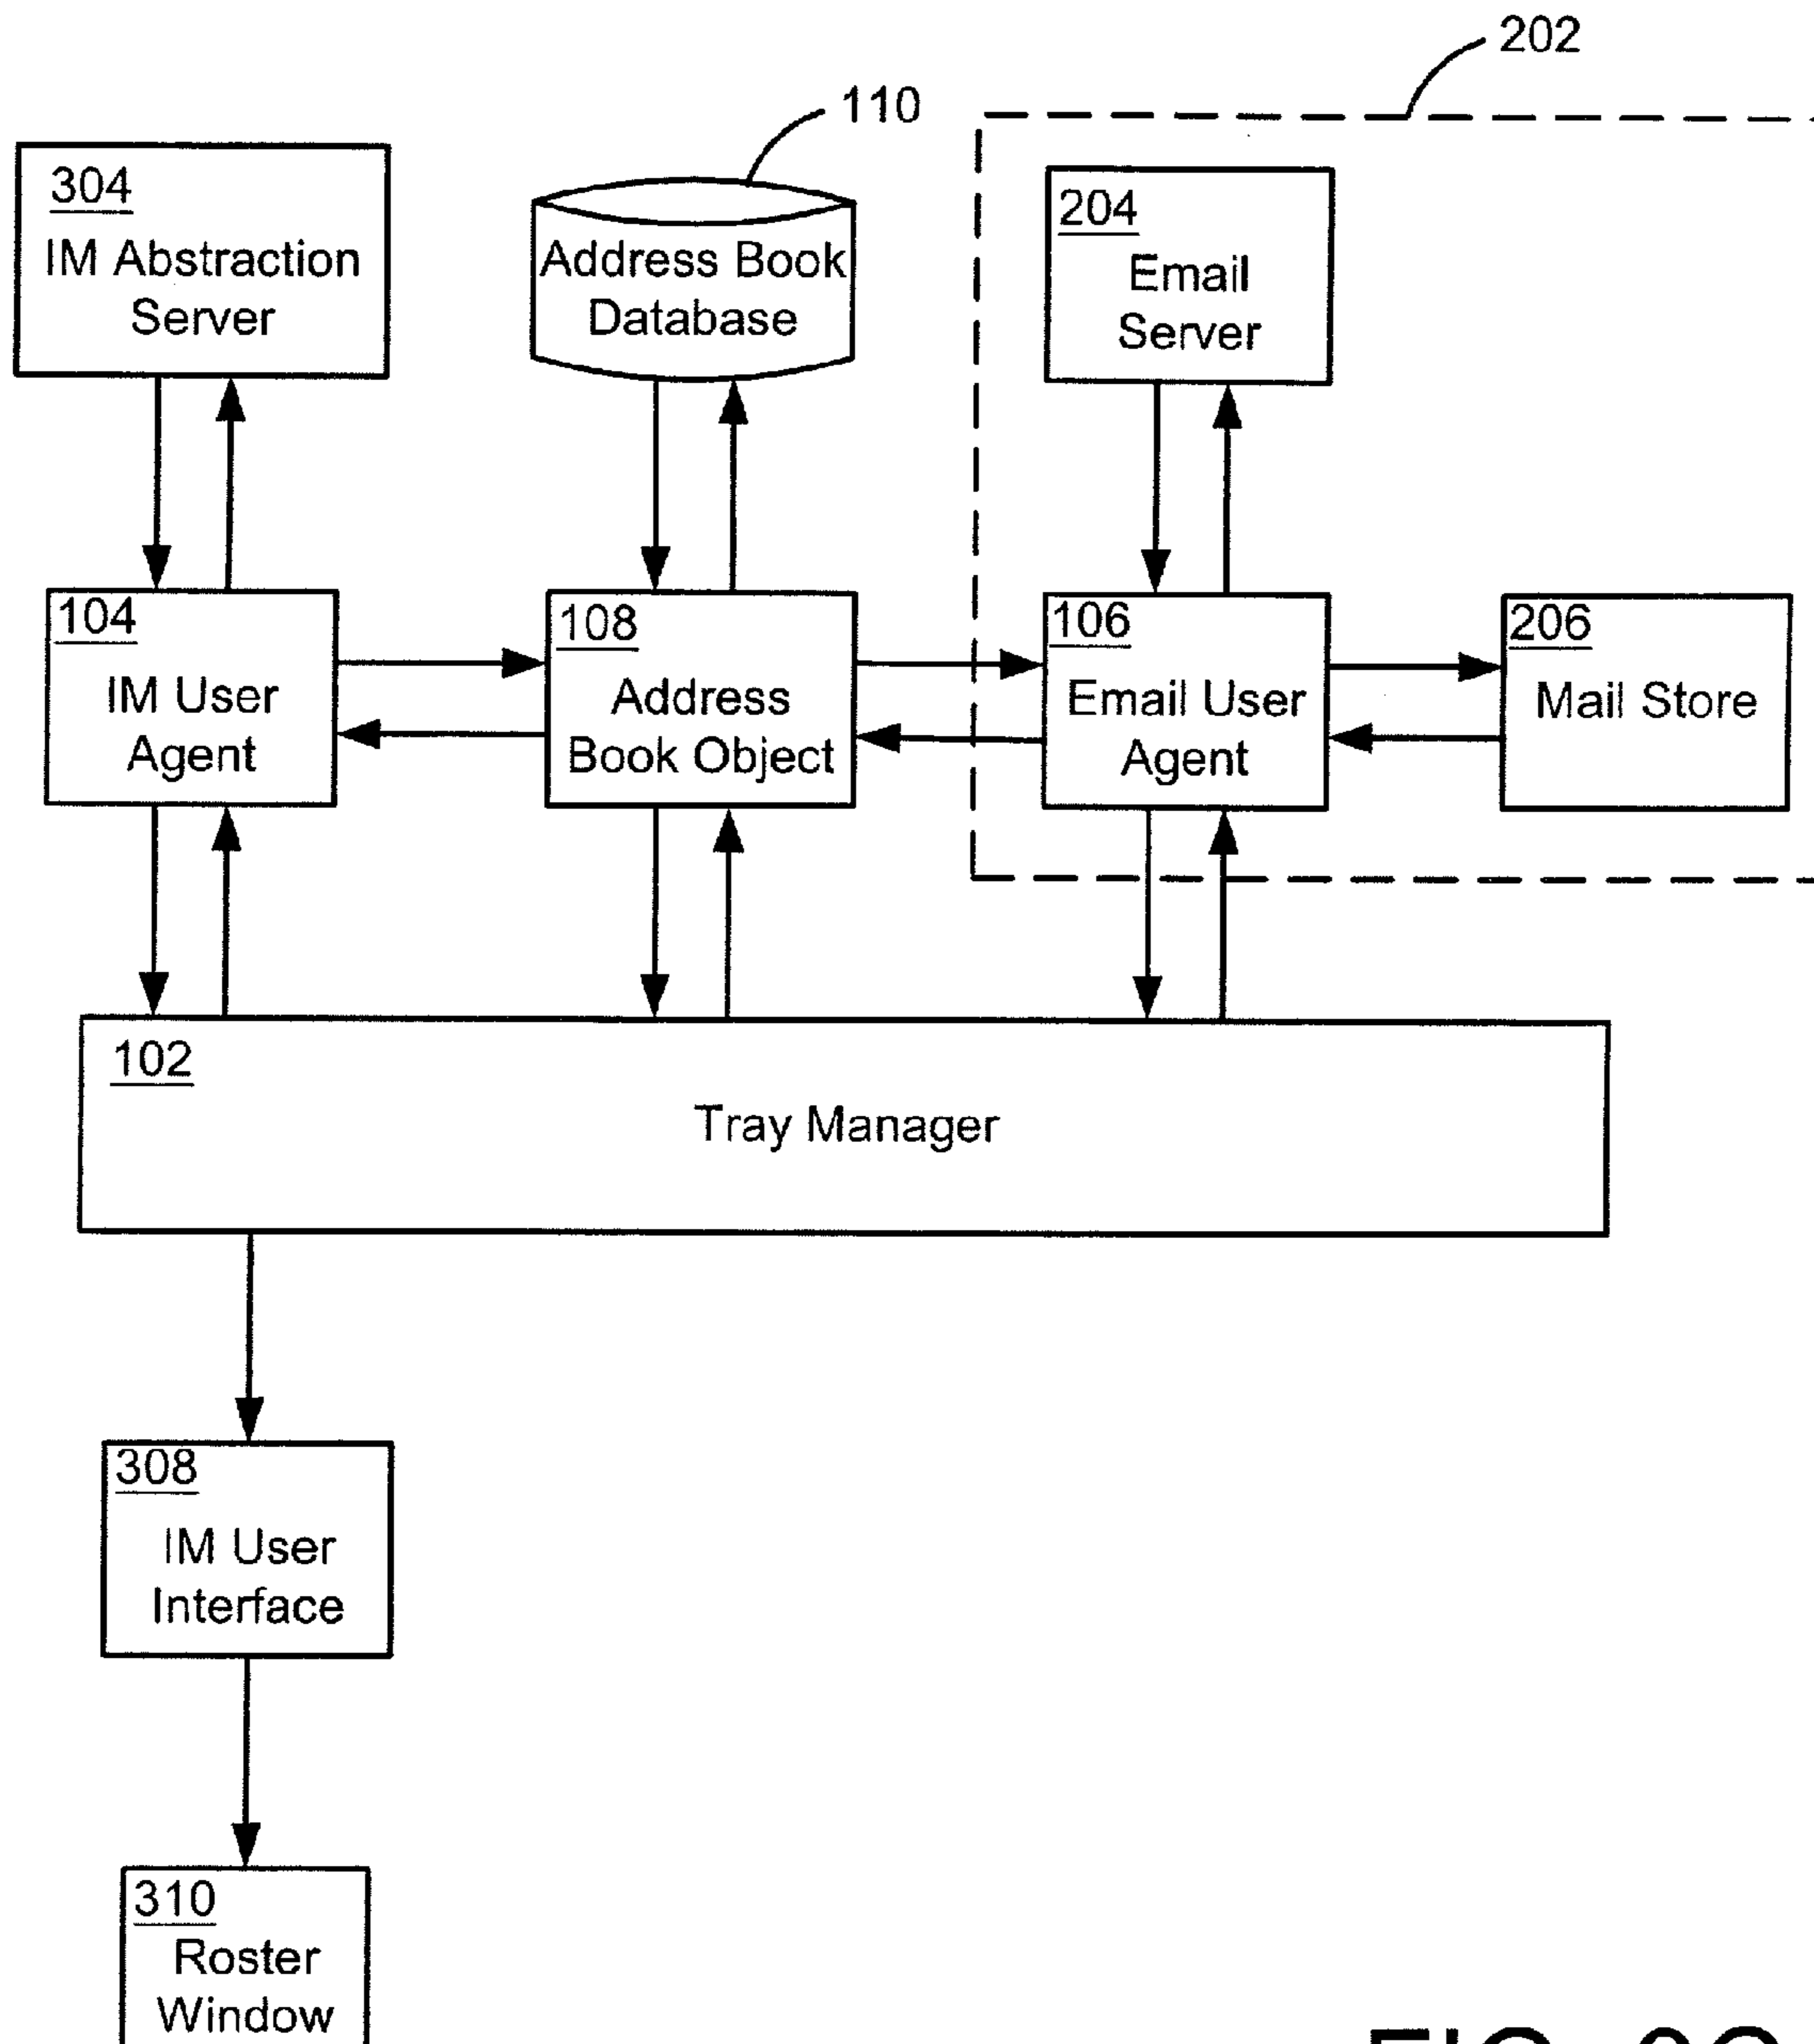 202
110
304
IM Abstraction
Server
Address Book
Database
204
Email
Server
104
IM User
Agent
108
Address
Book Object
106
Email User
Agent
206
Mail Store
102
Tray Manager
308
IM User
Interface
310
Roster
Window